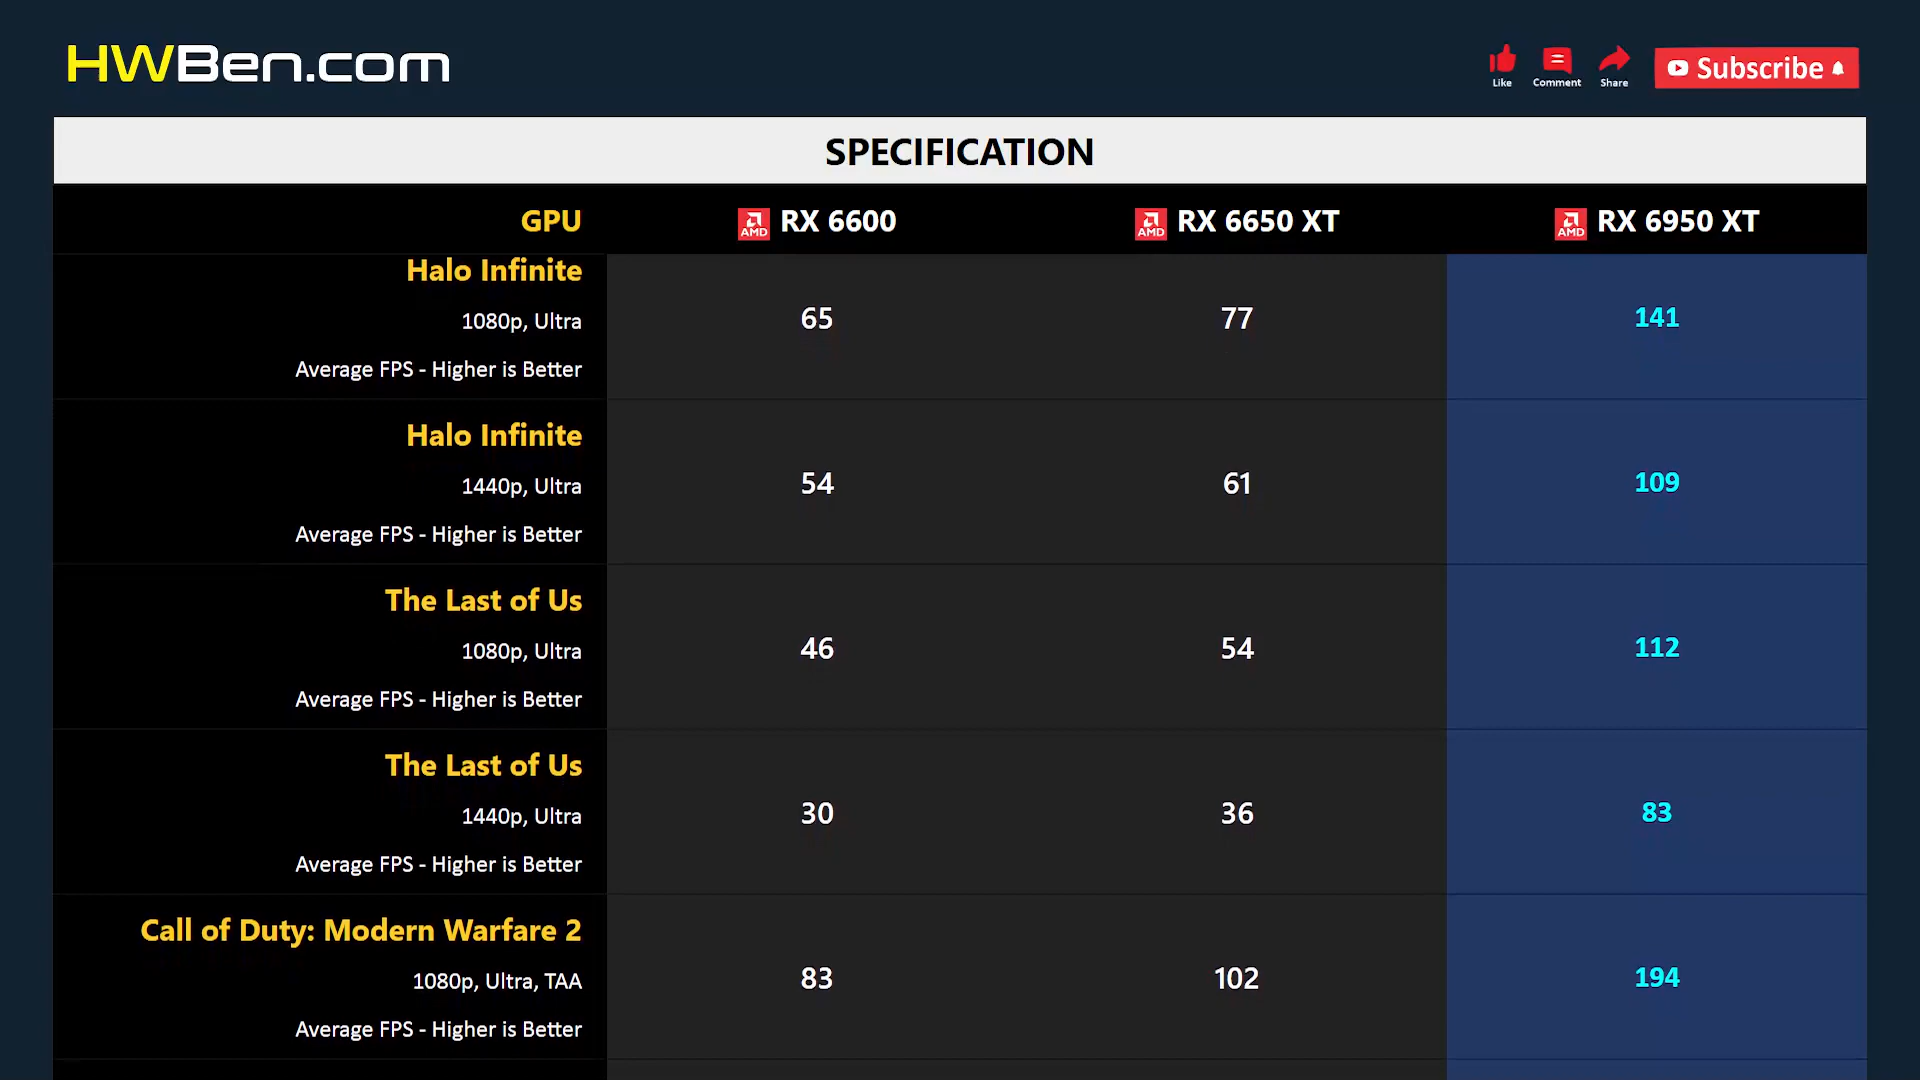 HWBen.com
Like Comment Share Subscribe
SPECIFICATION
GPU AMD RX 6600 AMD RX 6650 XT AMD RX 6950 XT
Halo Infinite
1080p, Ultra 65 77 141
Average FPS - Higher is Better
Halo Infinite
1440p, Ultra 54 61 109
Average FPS - Higher is Better
The Last of Us
1080p, Ultra 46 54 112
Average FPS - Higher is Better
The Last of Us
1440p, Ultra 30 36 83
Average FPS - Higher is Better
Call of Duty: Modern Warfare 2
1080p, Ultra, TAA 83 102 194
Average FPS - Higher is Better